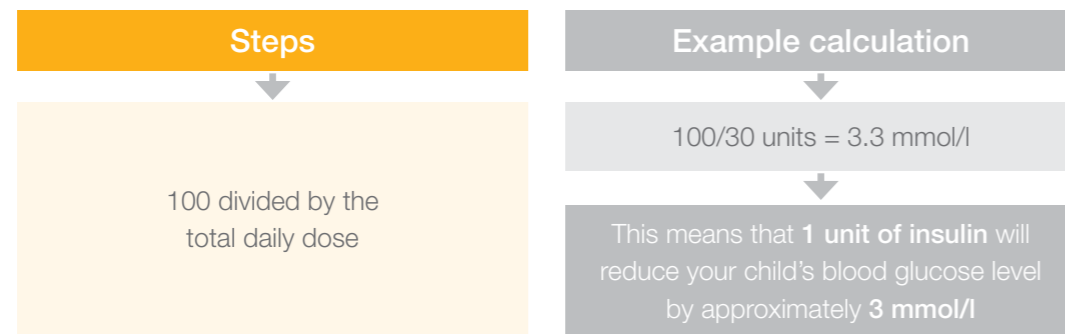 Steps
100 divided by the
total daily dose
Example calculation
100/30 units = 3.3 mmol/l
This means that 1 unit of insulin will
reduce your child’s blood glucose level
by approximately 3 mmol/l